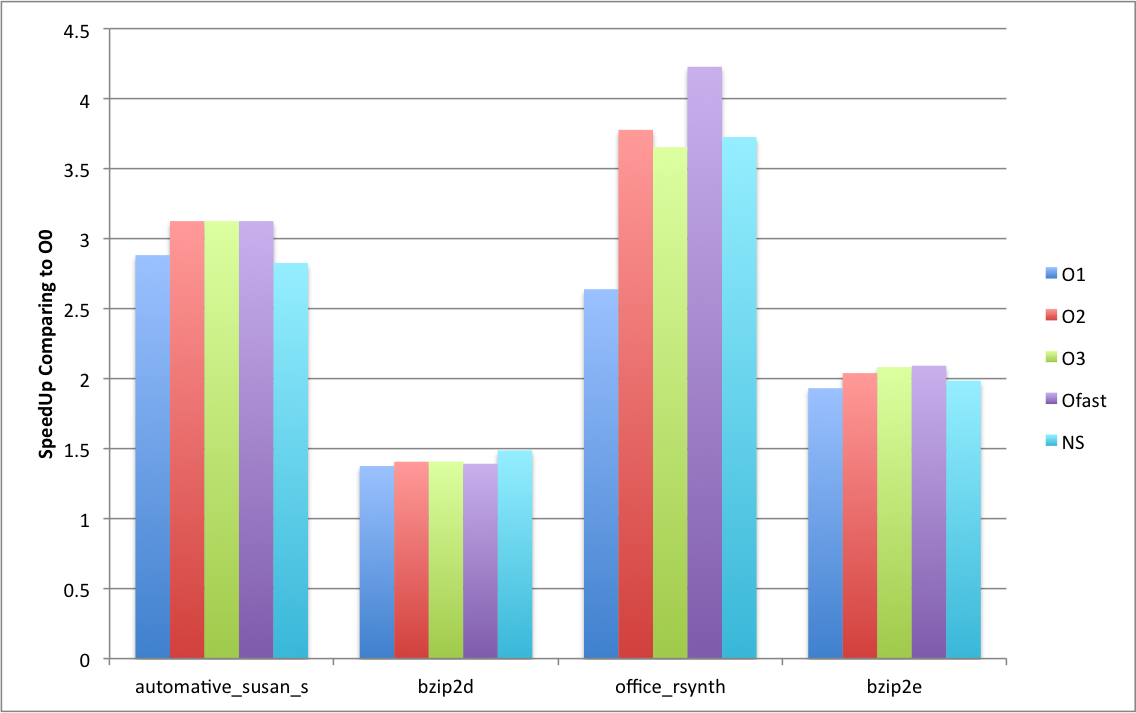 SpeedUp Comparing to O0
4.5
4
3.5
3
2.5
2
1.5
1
0.5
0
automative_susan_s
bzip2d
office_rsynth
bzip2e
O1
O2
O3
Ofast
NS